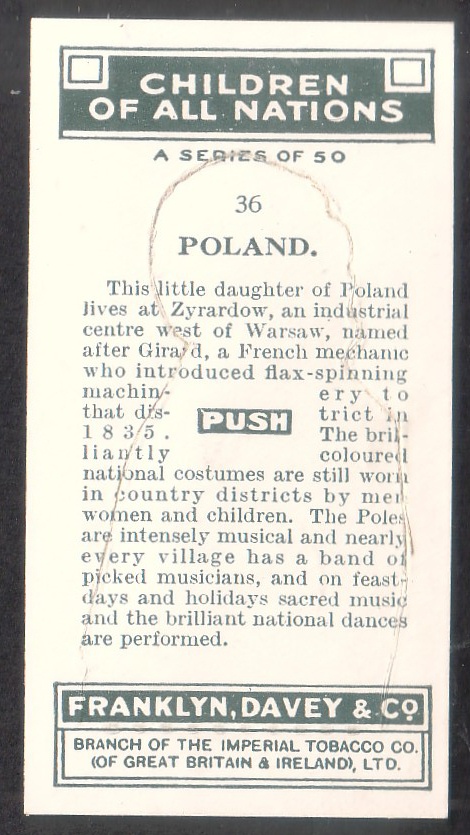 CHILDREN
OF ALL NATIONS
A SERIES OF 50
36
POLAND.
This little daughter of Poland
lives at Zyrardow, an industrial
centre west of Warsaw, named
after Girard, a French mechanic
who introduced flax-spinning
machin- ery to
that dis- PUSH trict in
1835. The bril-
liantly coloured
national costumes are still worn
in country districts by men
women and children. The Poles
are intensely musical and nearly
every village has a band of
picked musicians, and on feast-
days and holidays sacred music
and the brilliant national dances
are performed.
FRANKLYN, DAVEY & Co.
BRANCH OF THE IMPERIAL TOBACCO CO.
(OF GREAT BRITAIN & IRELAND), LTD.